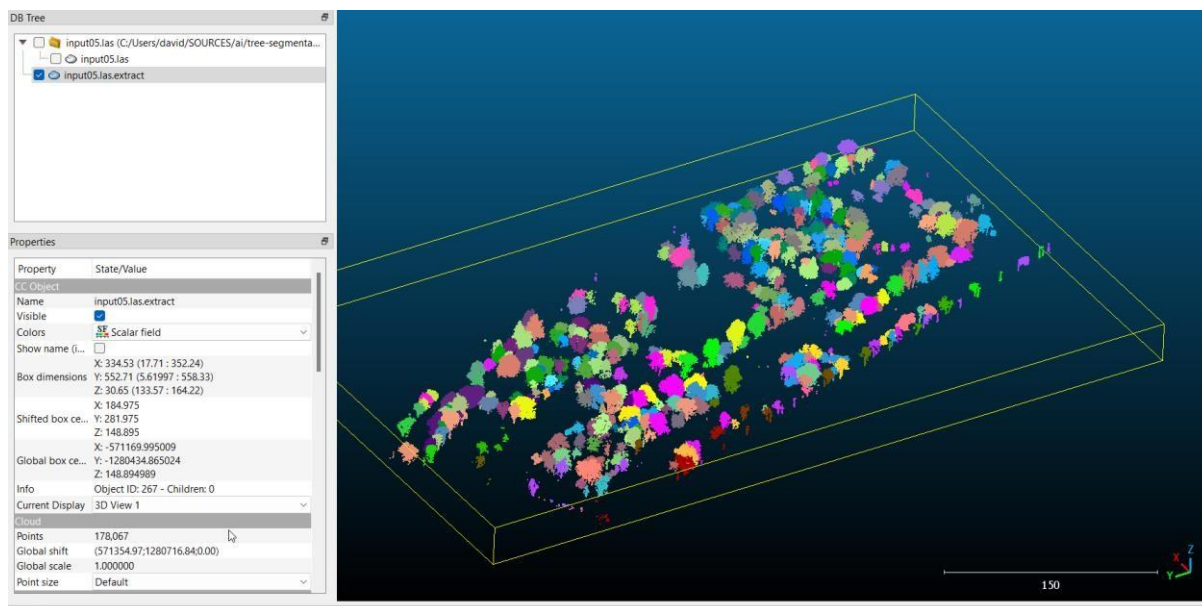 DB Tree
input05.las (C:/Users/david/SOURCES/ai/tree-segmenta...
input05.las
input05.las.extract
Properties
Property State/Value
CC Object
Name input05.las.extract
Visible
Colors SF Scalar field
Show name (i...
X: 334.53 (17.71 : 352.24)
Box dimensions Y: 552.71 (5.61997 : 558.33)
Z: 30.65 (133.57 : 164.22)
X: 184.975
Shifted box ce... Y: 281.975
Z: 148.895
X: -571169.995009
Global box ce... Y: -1280434.865024
Z: 148.894989
Info Object ID: 267 - Children: 0
Current Display 3D View 1
Cloud
Points 178,067
Global shift (571354.97;1280716.84;0.00)
Global scale 1.000000
Point size Default
150
X
Y
Z